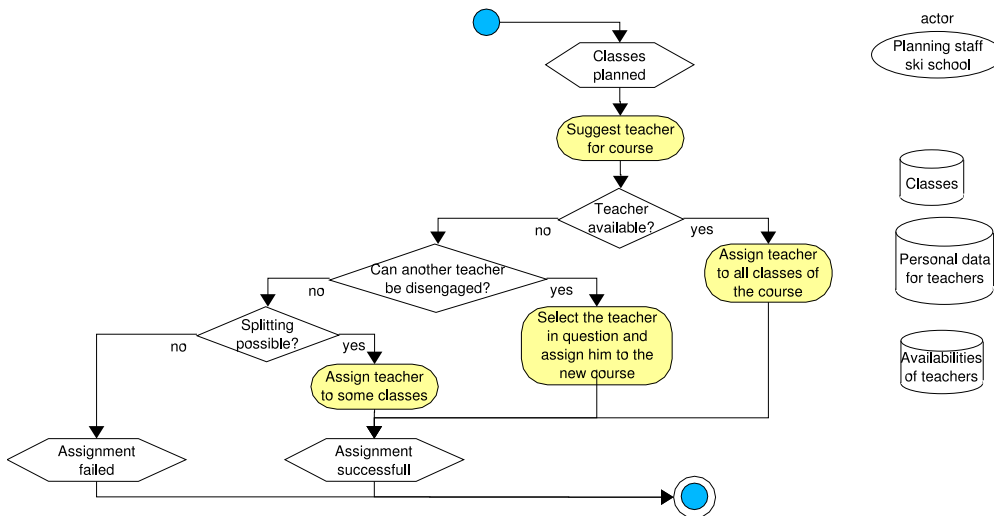 actor
Planning staff
ski school
Classes
planned
Suggest teacher
for course
Teacher
available?
no
yes
Classes
Can another teacher
be disengaged?
no
yes
Assign teacher
to all classes of
the course
Personal data
for teachers
Splitting
possible?
no
yes
Select the teacher
in question and
assign him to the
new course
Assign teacher
to some classes
Availabilities
of teachers
Assignment
failed
Assignment
successfull